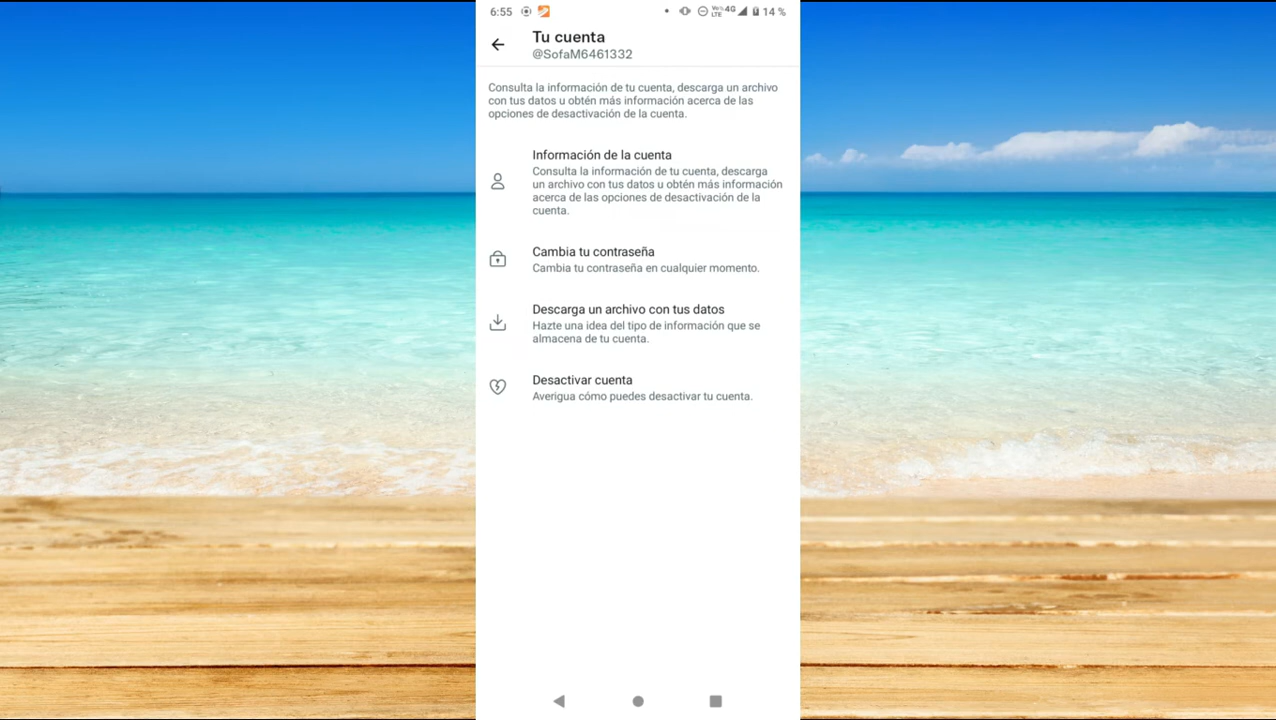 6:55
Vo 4G LTE 14 %
Tu cuenta
@SofaM6461332
Consulta la información de tu cuenta, descarga un archivo
con tus datos u obtén más información acerca de las
opciones de desactivación de la cuenta.
Información de la cuenta
Consulta la información de tu cuenta, descarga
un archivo con tus datos u obtén más información
acerca de las opciones de desactivación de la
cuenta.
Cambia tu contraseña
Cambia tu contraseña en cualquier momento.
Descarga un archivo con tus datos
Hazte una idea del tipo de información que se
almacena de tu cuenta.
Desactivar cuenta
Averigua cómo puedes desactivar tu cuenta.